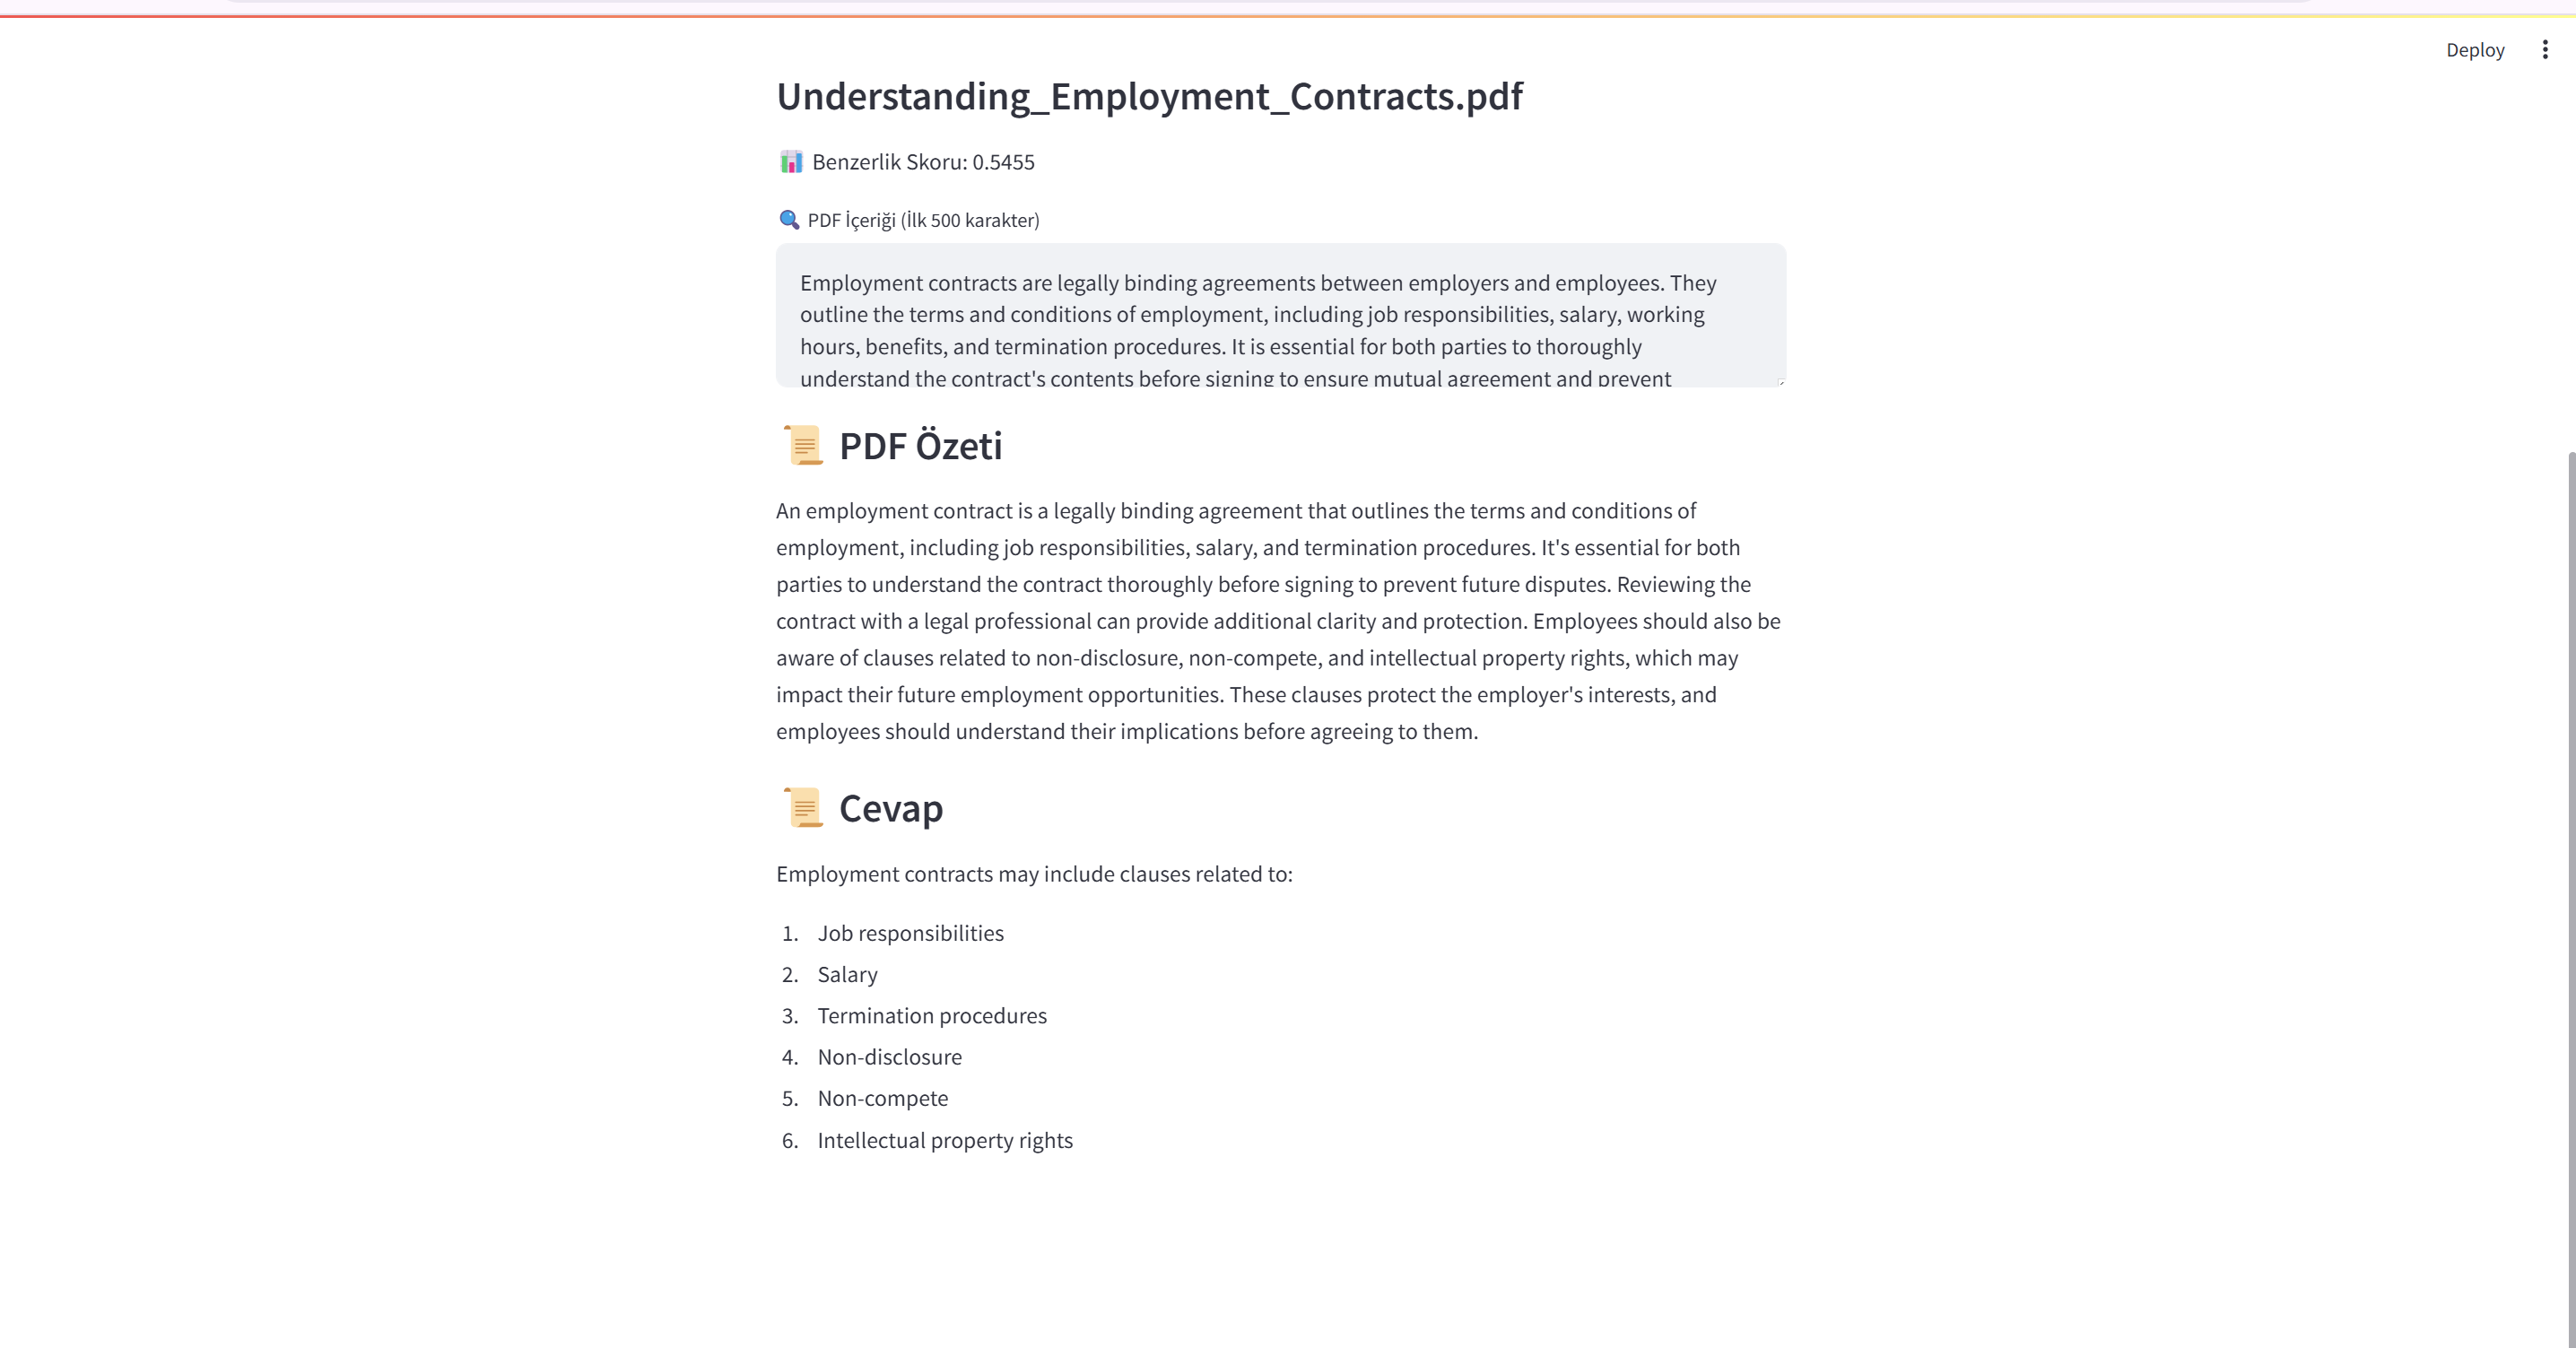 Deploy
Understanding_Employment_Contracts.pdf
Benzerlik Skoru: 0.5455
PDF İçeriği (İlk 500 karakter)
Employment contracts are legally binding agreements between employers and employees. They
outline the terms and conditions of employment, including job responsibilities, salary, working
hours, benefits, and termination procedures. It is essential for both parties to thoroughly
understand the contract's contents before signing to ensure mutual agreement and prevent
PDF Özeti
An employment contract is a legally binding agreement that outlines the terms and conditions of
employment, including job responsibilities, salary, and termination procedures. It's essential for both
parties to understand the contract thoroughly before signing to prevent future disputes. Reviewing the
contract with a legal professional can provide additional clarity and protection. Employees should also be
aware of clauses related to non-disclosure, non-compete, and intellectual property rights, which may
impact their future employment opportunities. These clauses protect the employer's interests, and
employees should understand their implications before agreeing to them.
Cevap
Employment contracts may include clauses related to:
1. Job responsibilities
2. Salary
3. Termination procedures
4. Non-disclosure
5. Non-compete
6. Intellectual property rights